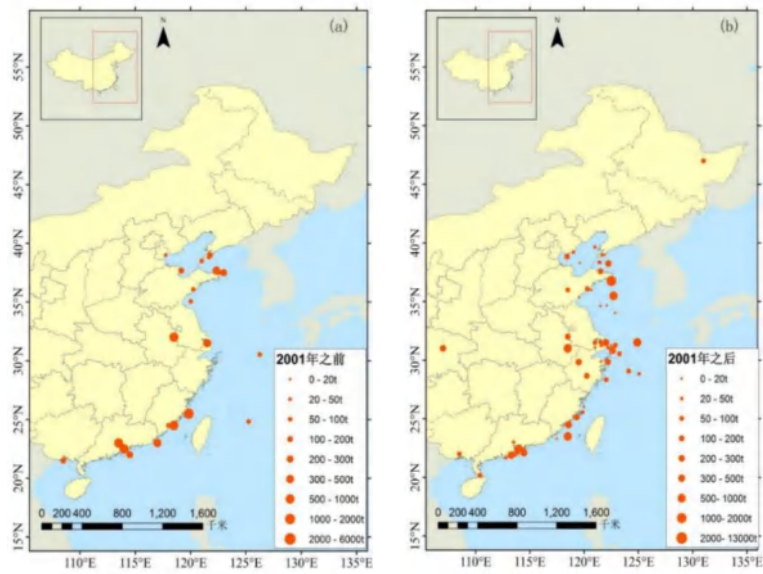 (a)
N
55°N
50°N
45°N
40°N
35°N
30°N
25°N
20°N
15°N
2001年之前
0 - 20t
20 - 50t
50 - 100t
100 - 200t
200 - 300t
300 - 500t
500 - 1000t
1000 - 2000t
2000 - 6000t
0 200 400 800 1,200 1,600
千米
110°E 115°E 120°E 125°E 130°E 135°E
(b)
N
55°N
50°N
45°N
40°N
35°N
30°N
25°N
20°N
15°N
2001年之后
0 - 20t
20 - 50t
50 - 100t
100 - 200t
200 - 300t
300 - 500t
500 - 1000t
1000- 2000t
2000- 13000t
0 200 400 800 1,200 1,600
千米
110°E 115°E 120°E 125°E 130°E 135°E